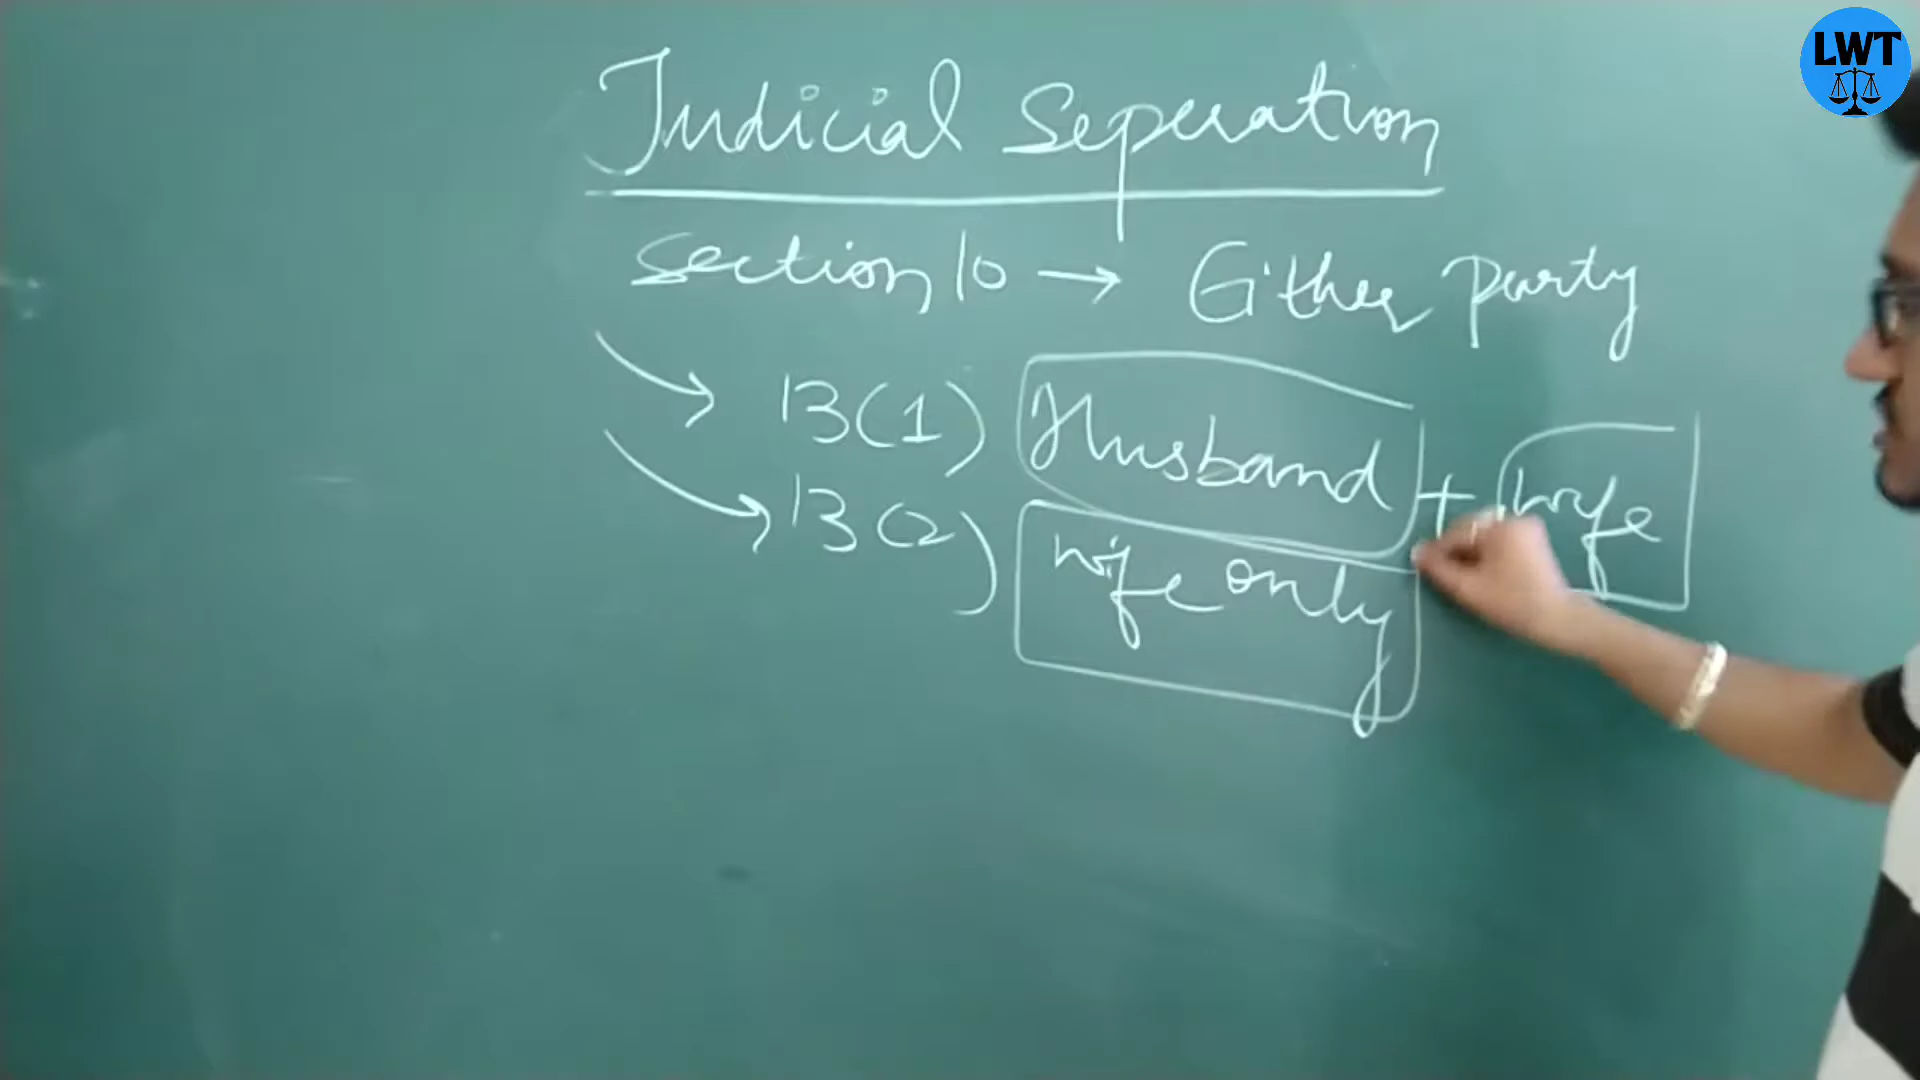 LWT
Judicial Seperation
Section 10 → Either party
→ 13(1) Husband + wife
→ 13(2) wife only